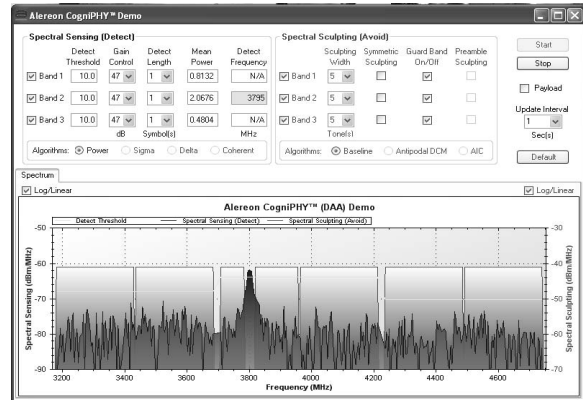 Alereon CogniPHY™ Demo
Spectral Sensing (Detect)
Detect Threshold Gain Control Detect Length Mean Power Detect Frequency
Band 1 10.0 47 1 0.8132 N/A
Band 2 10.0 47 1 2.0676 3795
Band 3 10.0 47 1 0.4804 N/A
dB Symbol(s) MHz
Algorithms: Power Sigma Delta Coherent
Spectral Sculpting (Avoid)
Sculpting Width Symmetric Sculpting Guard Band On/Off Preamble Sculpting
Band 1 5
Band 2 5
Band 3 5
Tone(s)
Algorithms: Baseline Antipodal DCM AIC
Start
Stop
Payload
Update Interval
1
Sec(s)
Default
Spectrum
Log/Linear Log/Linear
Alereon CogniPHY™ (DAA) Demo
Detect Threshold Spectral Sensing (Detect) Spectral Sculpting (Avoid)
Spectral Sensing (dBm/MHz)
-50
-60
-70
-80
-90
-30
-40
-50
-60
-70
Spectral Sculpting (dBm/MHz)
3200 3400 3600 3800 4000 4200 4400 4600
Frequency (MHz)